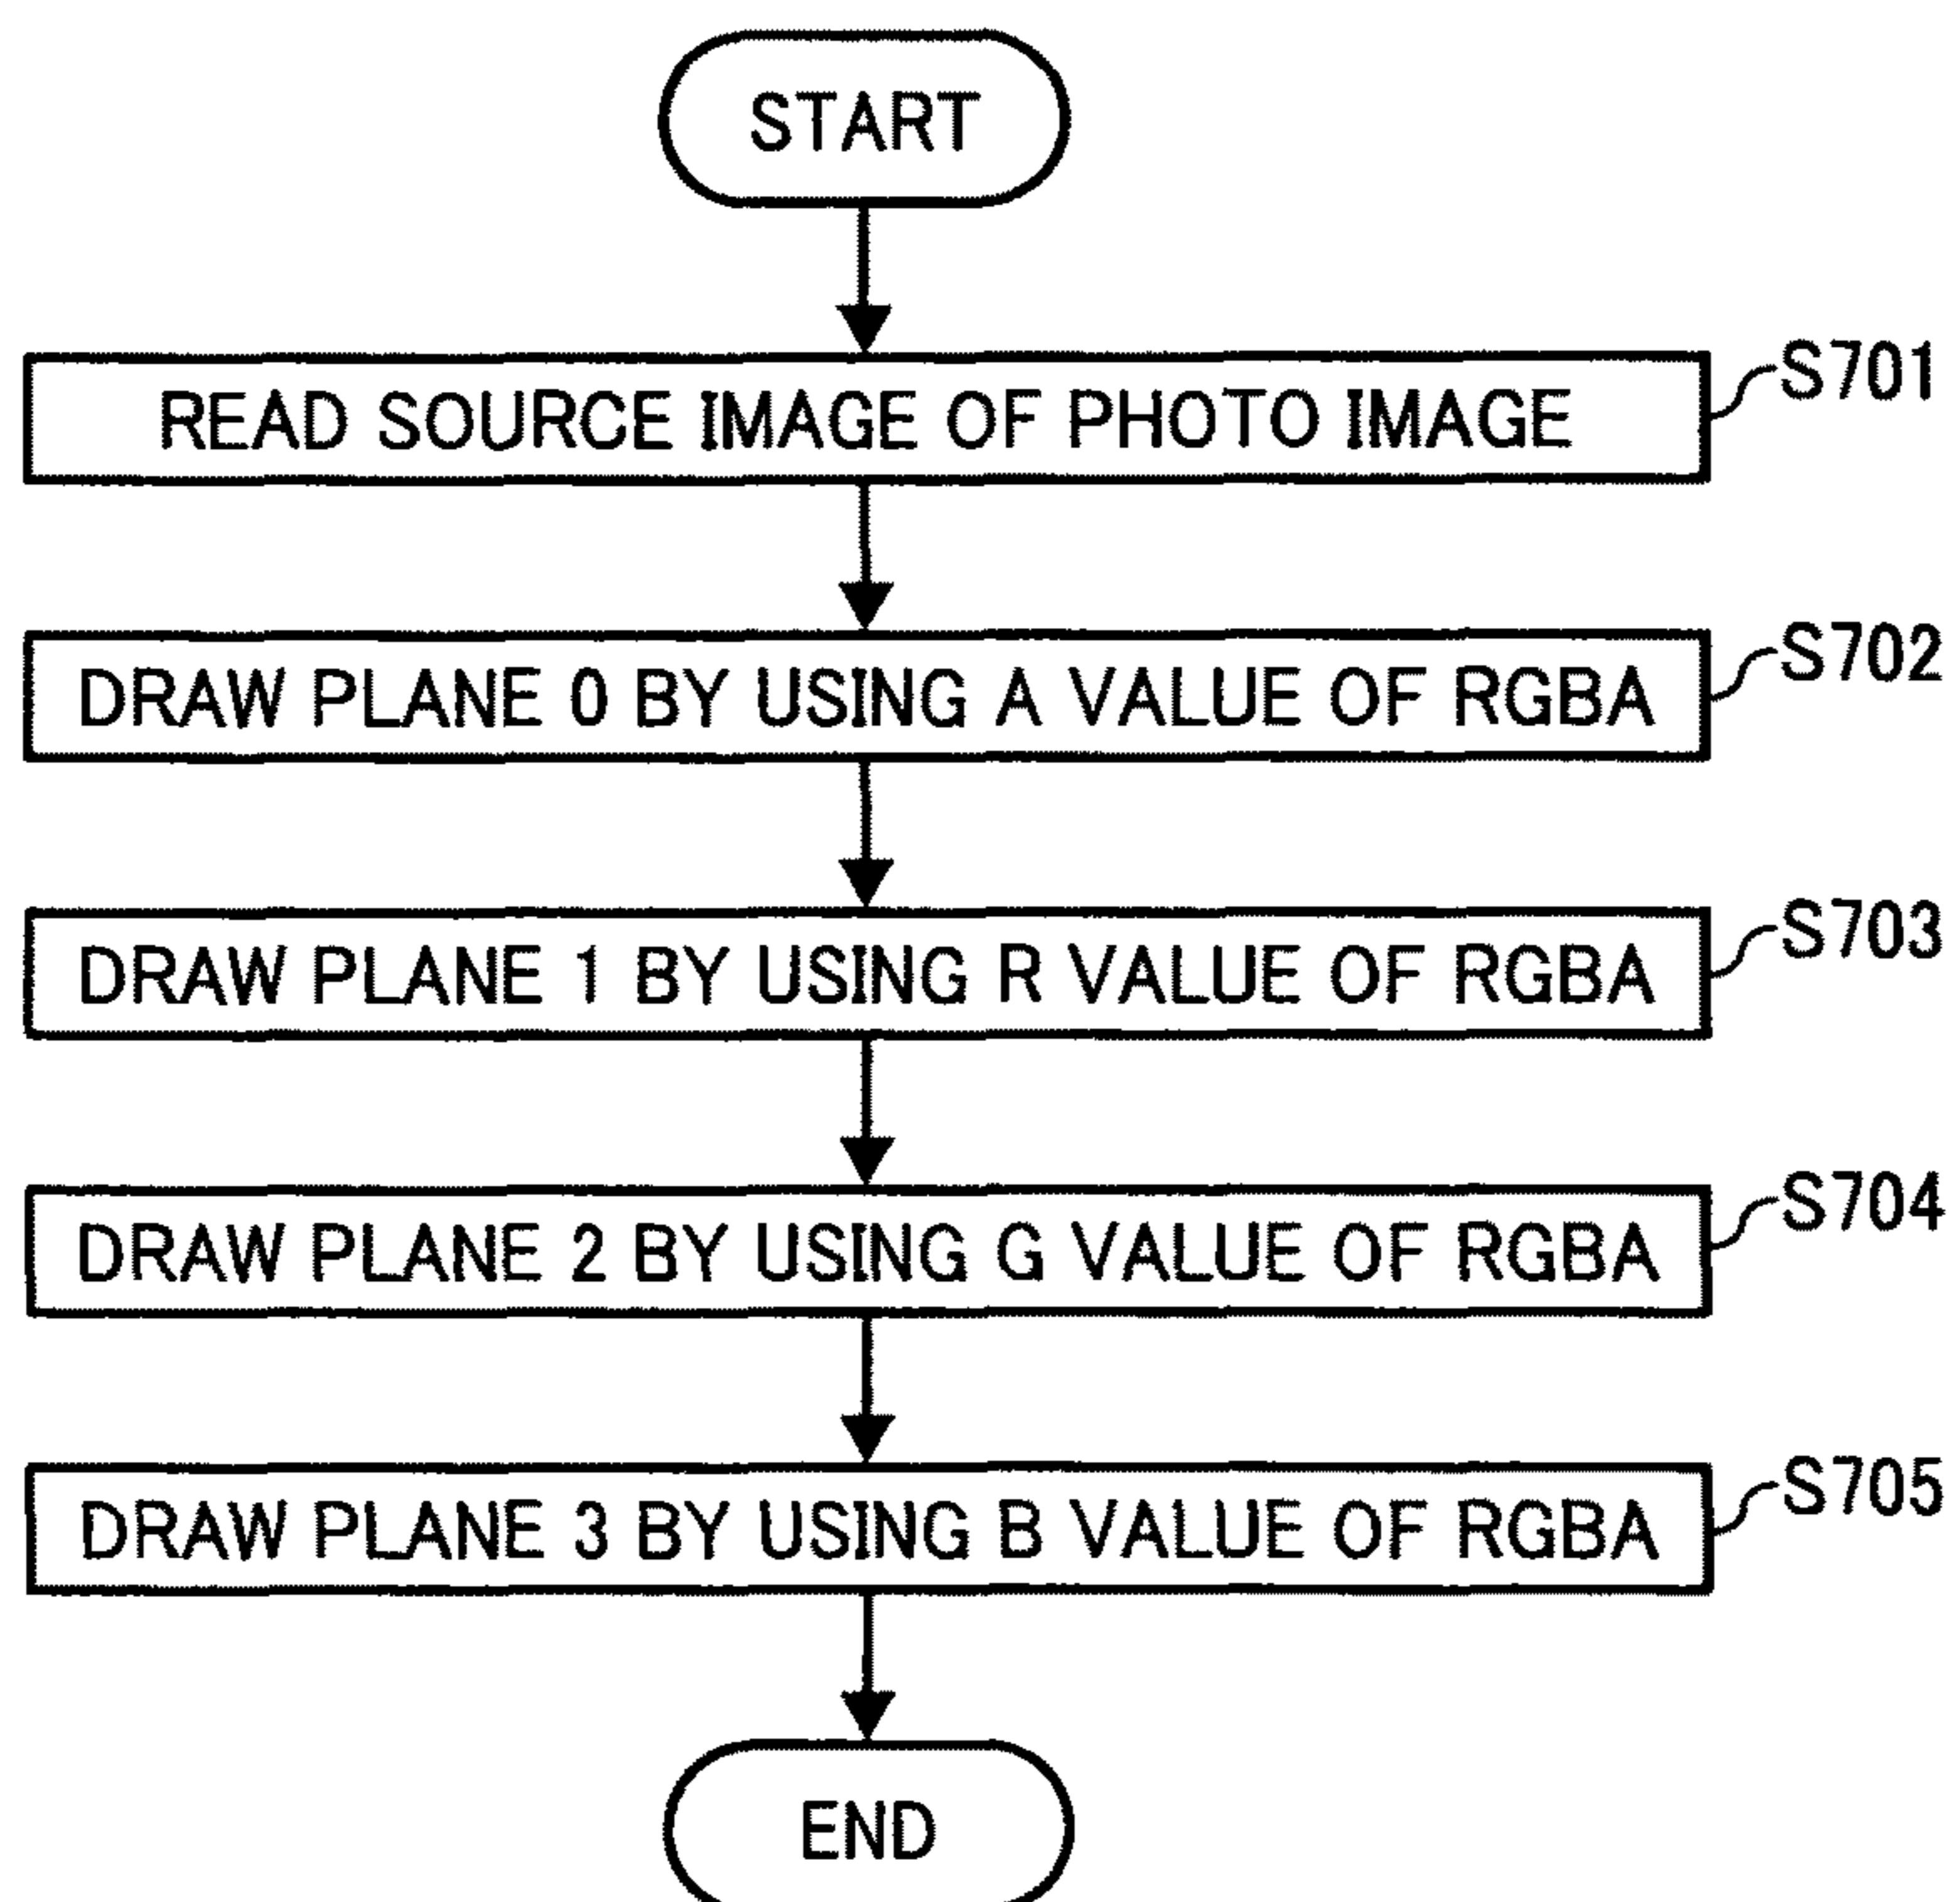 START
READ SOURCE IMAGE OF PHOTO IMAGE
S701
DRAW PLANE 0 BY USING A VALUE OF RGBA
S702
DRAW PLANE 1 BY USING R VALUE OF RGBA
S703
DRAW PLANE 2 BY USING G VALUE OF RGBA
S704
DRAW PLANE 3 BY USING B VALUE OF RGBA
S705
END